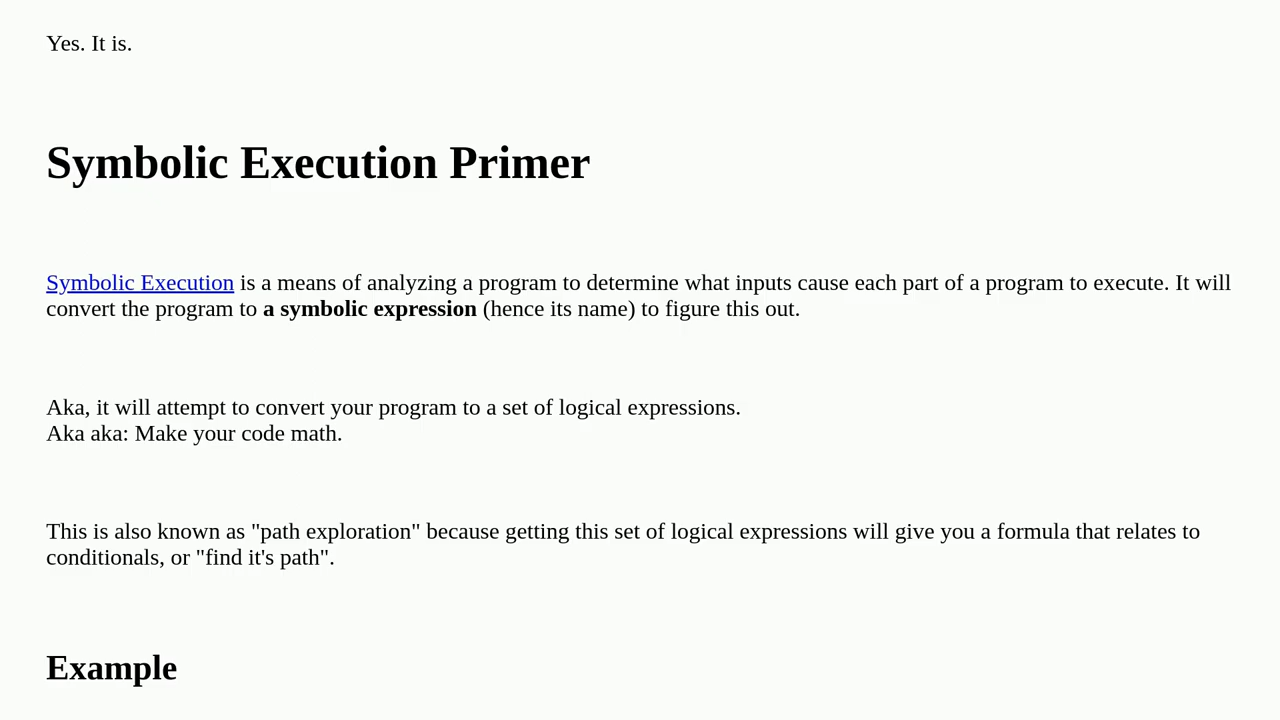 Yes. It is.
Symbolic Execution Primer
Symbolic Execution is a means of analyzing a program to determine what inputs cause each part of a program to execute. It will
convert the program to a symbolic expression (hence its name) to figure this out.
Aka, it will attempt to convert your program to a set of logical expressions.
Aka aka: Make your code math.
This is also known as "path exploration" because getting this set of logical expressions will give you a formula that relates to
conditionals, or "find it's path".
Example